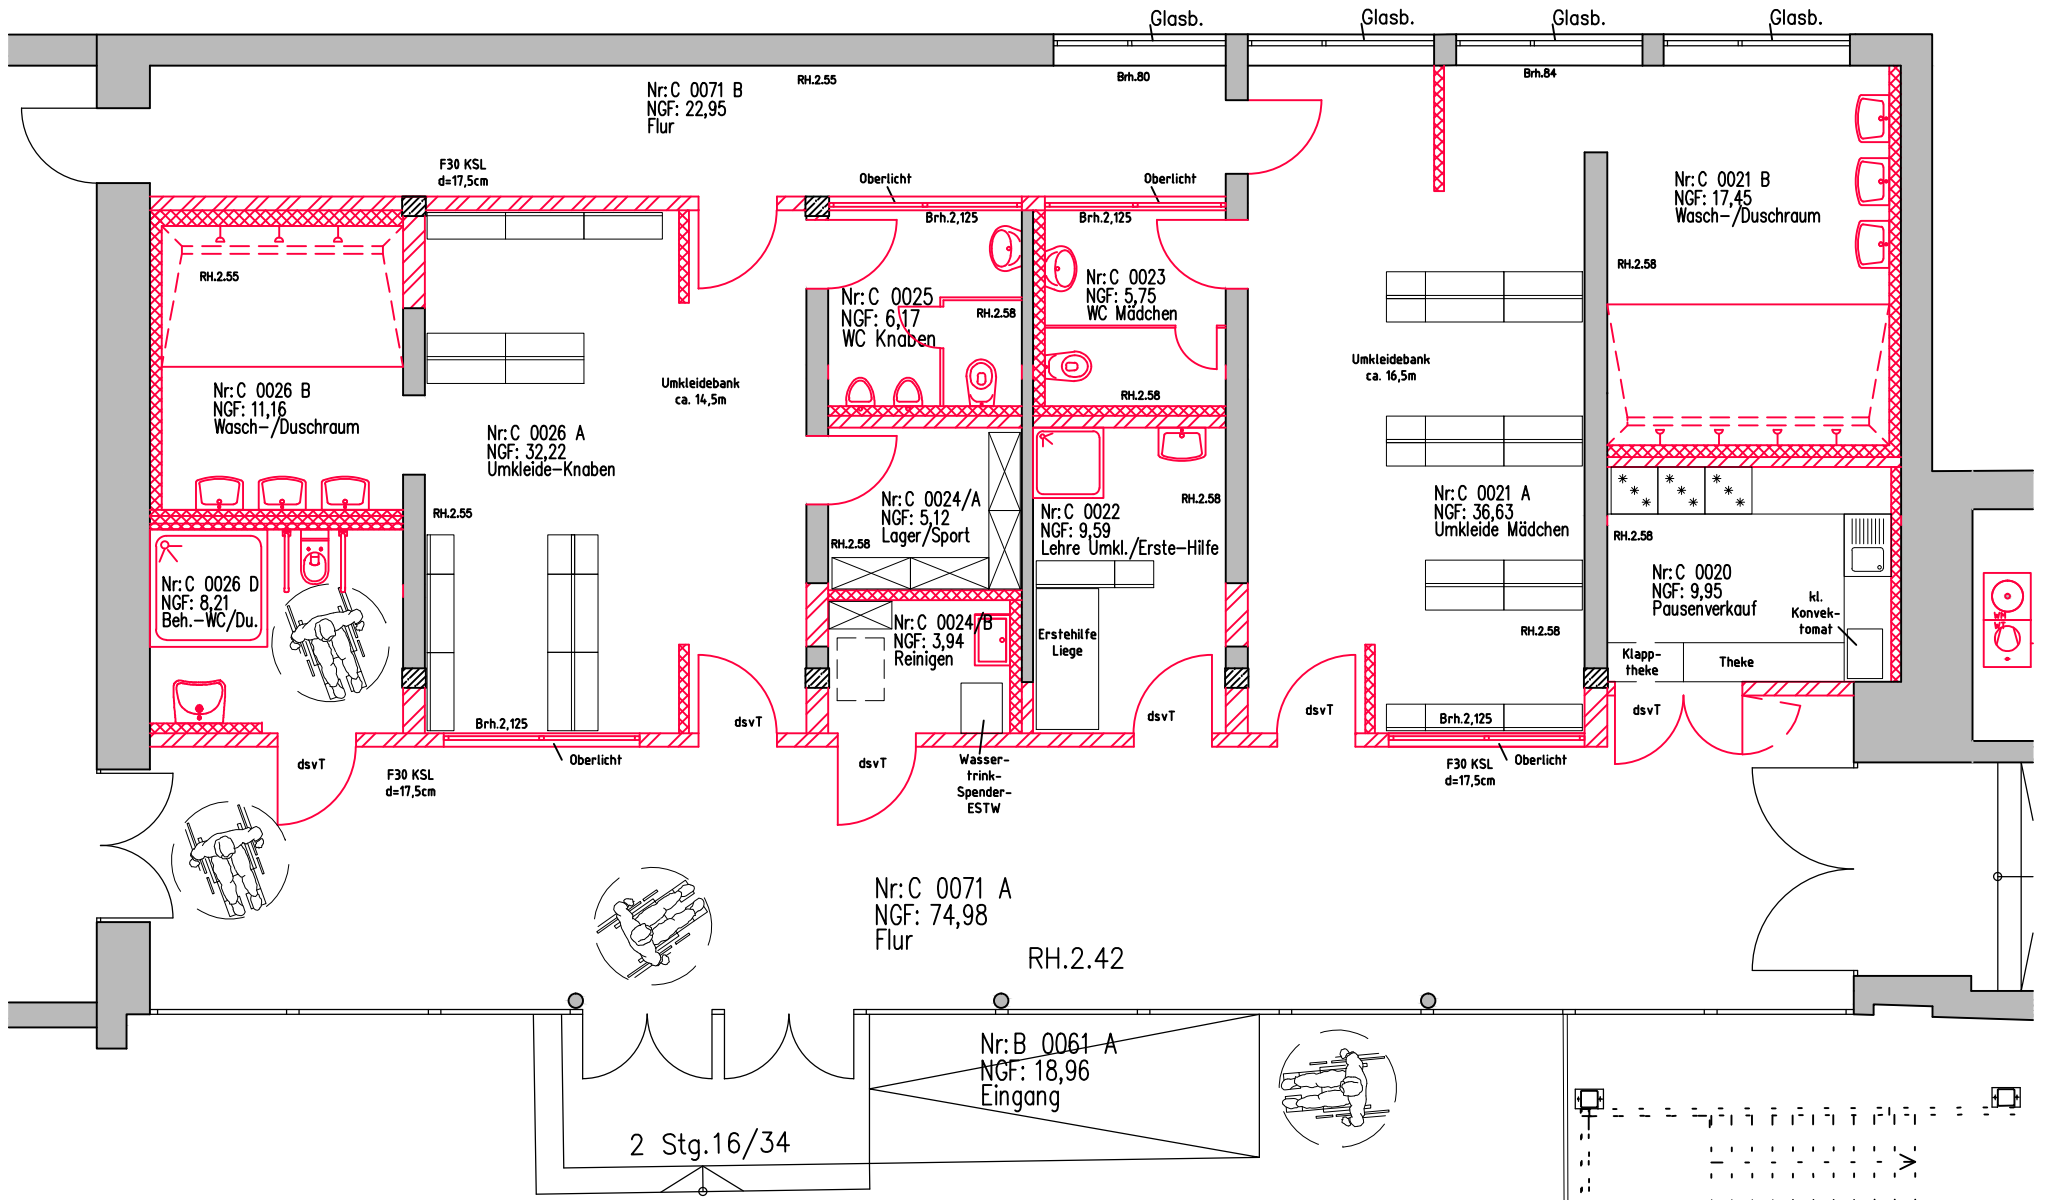 Glasb.
Glasb.
Glasb.
Glasb.
RH.2.55
Brh.80
Brh.84
Nr:C 0071 B
NGF: 22,95
Flur
F30 KSL
d=17,5cm
Oberlicht
Oberlicht
Brh.2,125
Brh.2,125
Nr:C 0021 B
NGF: 17,45
Wasch-/Duschraum
RH.2.55
RH.2.58
Nr:C 0025
NGF: 6,17
WC Knaben
RH.2.58
Nr:C 0023
NGF: 5,75
WC Mädchen
RH.2.58
Umkleidebank
ca. 14,5m
Umkleidebank
ca. 16,5m
Nr:C 0026 B
NGF: 11,16
Wasch-/Duschraum
Nr:C 0026 A
NGF: 32,22
Umkleide-Knaben
RH.2.55
Nr:C 0024/A
NGF: 5,12
Lager/Sport
RH.2.58
Nr:C 0022
NGF: 9,59
Lehre Umkl./Erste-Hilfe
RH.2.58
Nr:C 0021 A
NGF: 36,63
Umkleide Mädchen
RH.2.58
RH.2.58
Nr:C 0020
NGF: 9,95
Pausenverkauf
kl.
Konvek-
tomat
WM
WT
Nr:C 0026 D
NGF: 8,21
Beh.-WC/Du.
Nr:C 0024/B
NGF: 3,94
Reinigen
Erstehilfe
Liege
Klapp-
theke
Theke
Brh.2,125
Oberlicht
dsvT
dsvT
dsvT
dsvT
dsvT
dsvT
Brh.2,125
Oberlicht
F30 KSL
d=17,5cm
Wasser-
trink-
Spender-
ESTW
F30 KSL
d=17,5cm
Nr:C 0071 A
NGF: 74,98
Flur
RH.2.42
Nr:B 0061 A
NGF: 18,96
Eingang
2 Stg.16/34